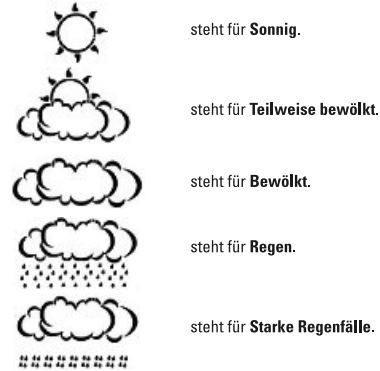 steht für Sonnig.
steht für Teilweise bewölkt.
steht für Bewölkt.
steht für Regen.
steht für Starke Regenfälle.